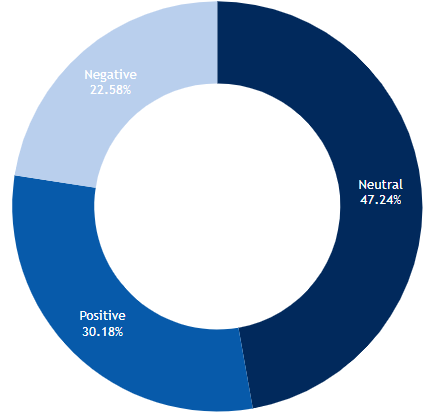 Negative
22.58%
Neutral
47.24%
Positive
30.18%